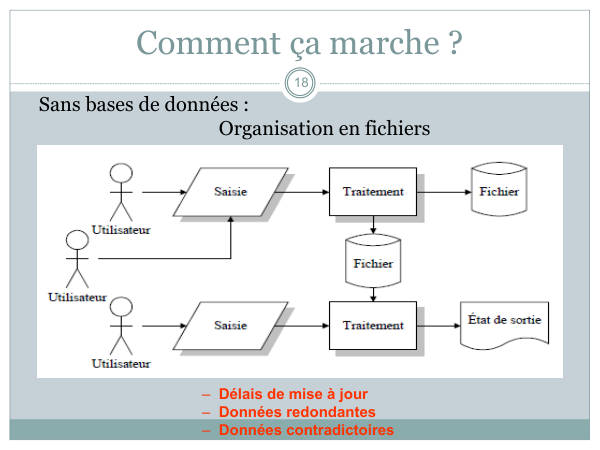 Comment ça marche ?
18
Sans bases de données :
Organisation en fichiers
Saisie
Traitement
Fichier
Utilisateur
Fichier
Utilisateur
Saisie
Traitement
État de sortie
Utilisateur
– Délais de mise à jour
– Données redondantes
– Données contradictoires